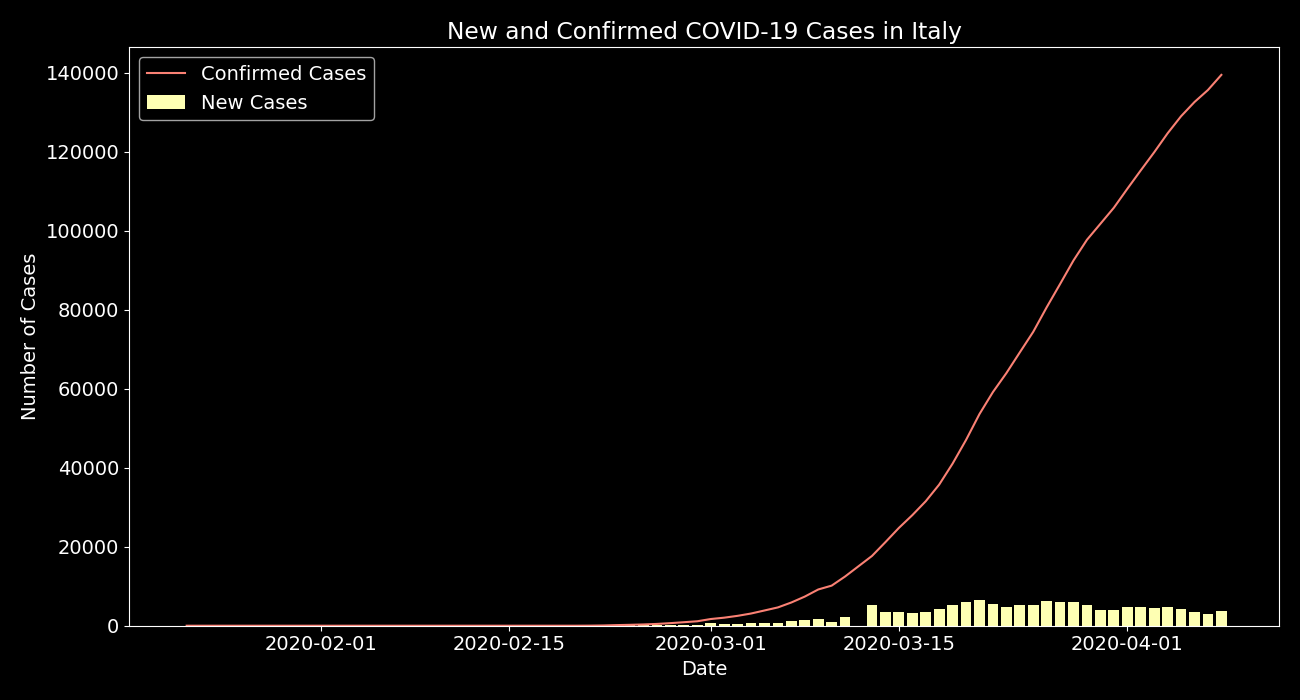 New and Confirmed COVID-19 Cases in Italy
Confirmed Cases
New Cases
140000
120000
100000
80000
60000
40000
20000
0
Number of Cases
2020-02-01 2020-02-15 2020-03-01 2020-03-15 2020-04-01
Date